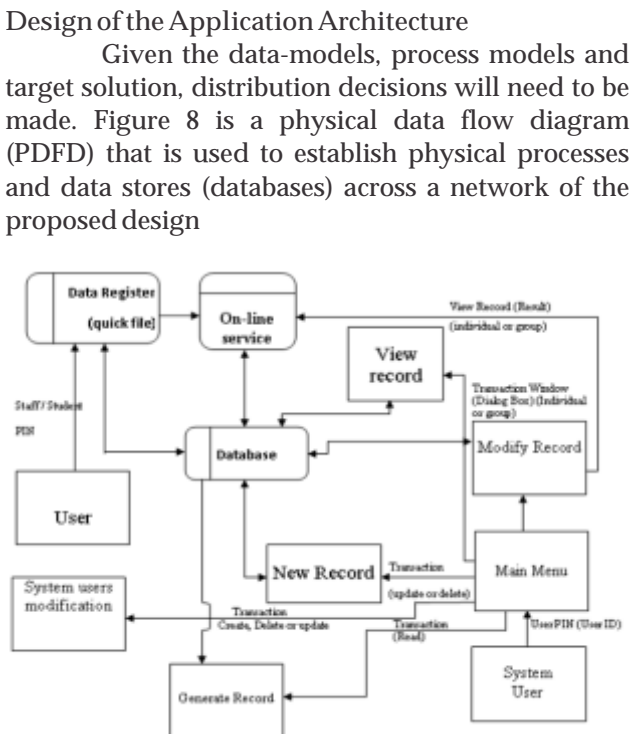 Design of the Application Architecture
Given the data-models, process models and
target solution, distribution decisions will need to be
made. Figure 8 is a physical data flow diagram
(PDFD) that is used to establish physical processes
and data stores (databases) across a network of the
proposed design
Data Register
(quick file)
On-line
service
View Record (Result)
(individual or group)
View
record
Transaction Window
(Dialog Box) (Individual
or group)
Staff/Student
PIN
Database
Modify Record
User
New Record
Transaction
(update or delete)
Main Menu
System users
modification
Transaction
Create, Delete or update
Transaction
(Read)
User PIN (User ID)
System
User
Generate Record